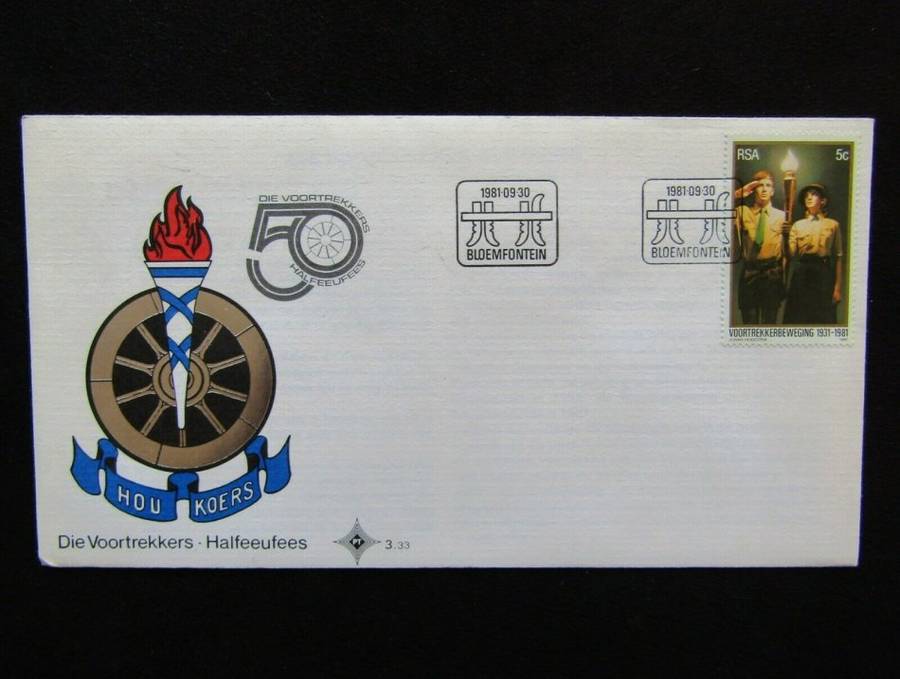 DIE VOORTREKKERS
50
HALFEEUFEES
1981·09·30
BLOEMFONTEIN
1981·09·30
BLOEMFONTEIN
RSA 5c
VOORTREKKERBEWEGING 1931-1981
HOU KOERS
Die Voortrekkers · Halfeeufees
PT
3.33